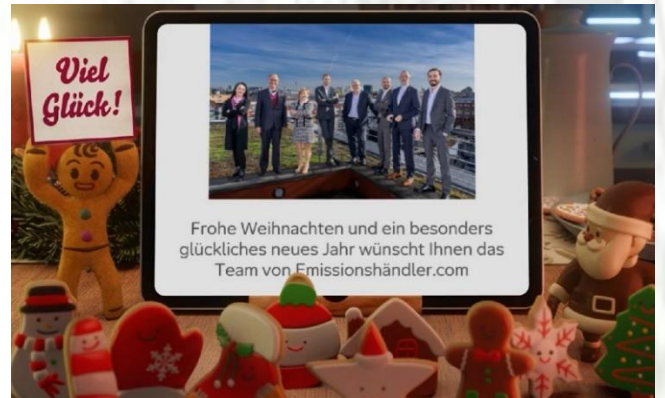 Viel
Glück!
Frohe Weihnachten und ein besonders
glückliches neues Jahr wünscht Ihnen das
Team von Emissionshändler.com